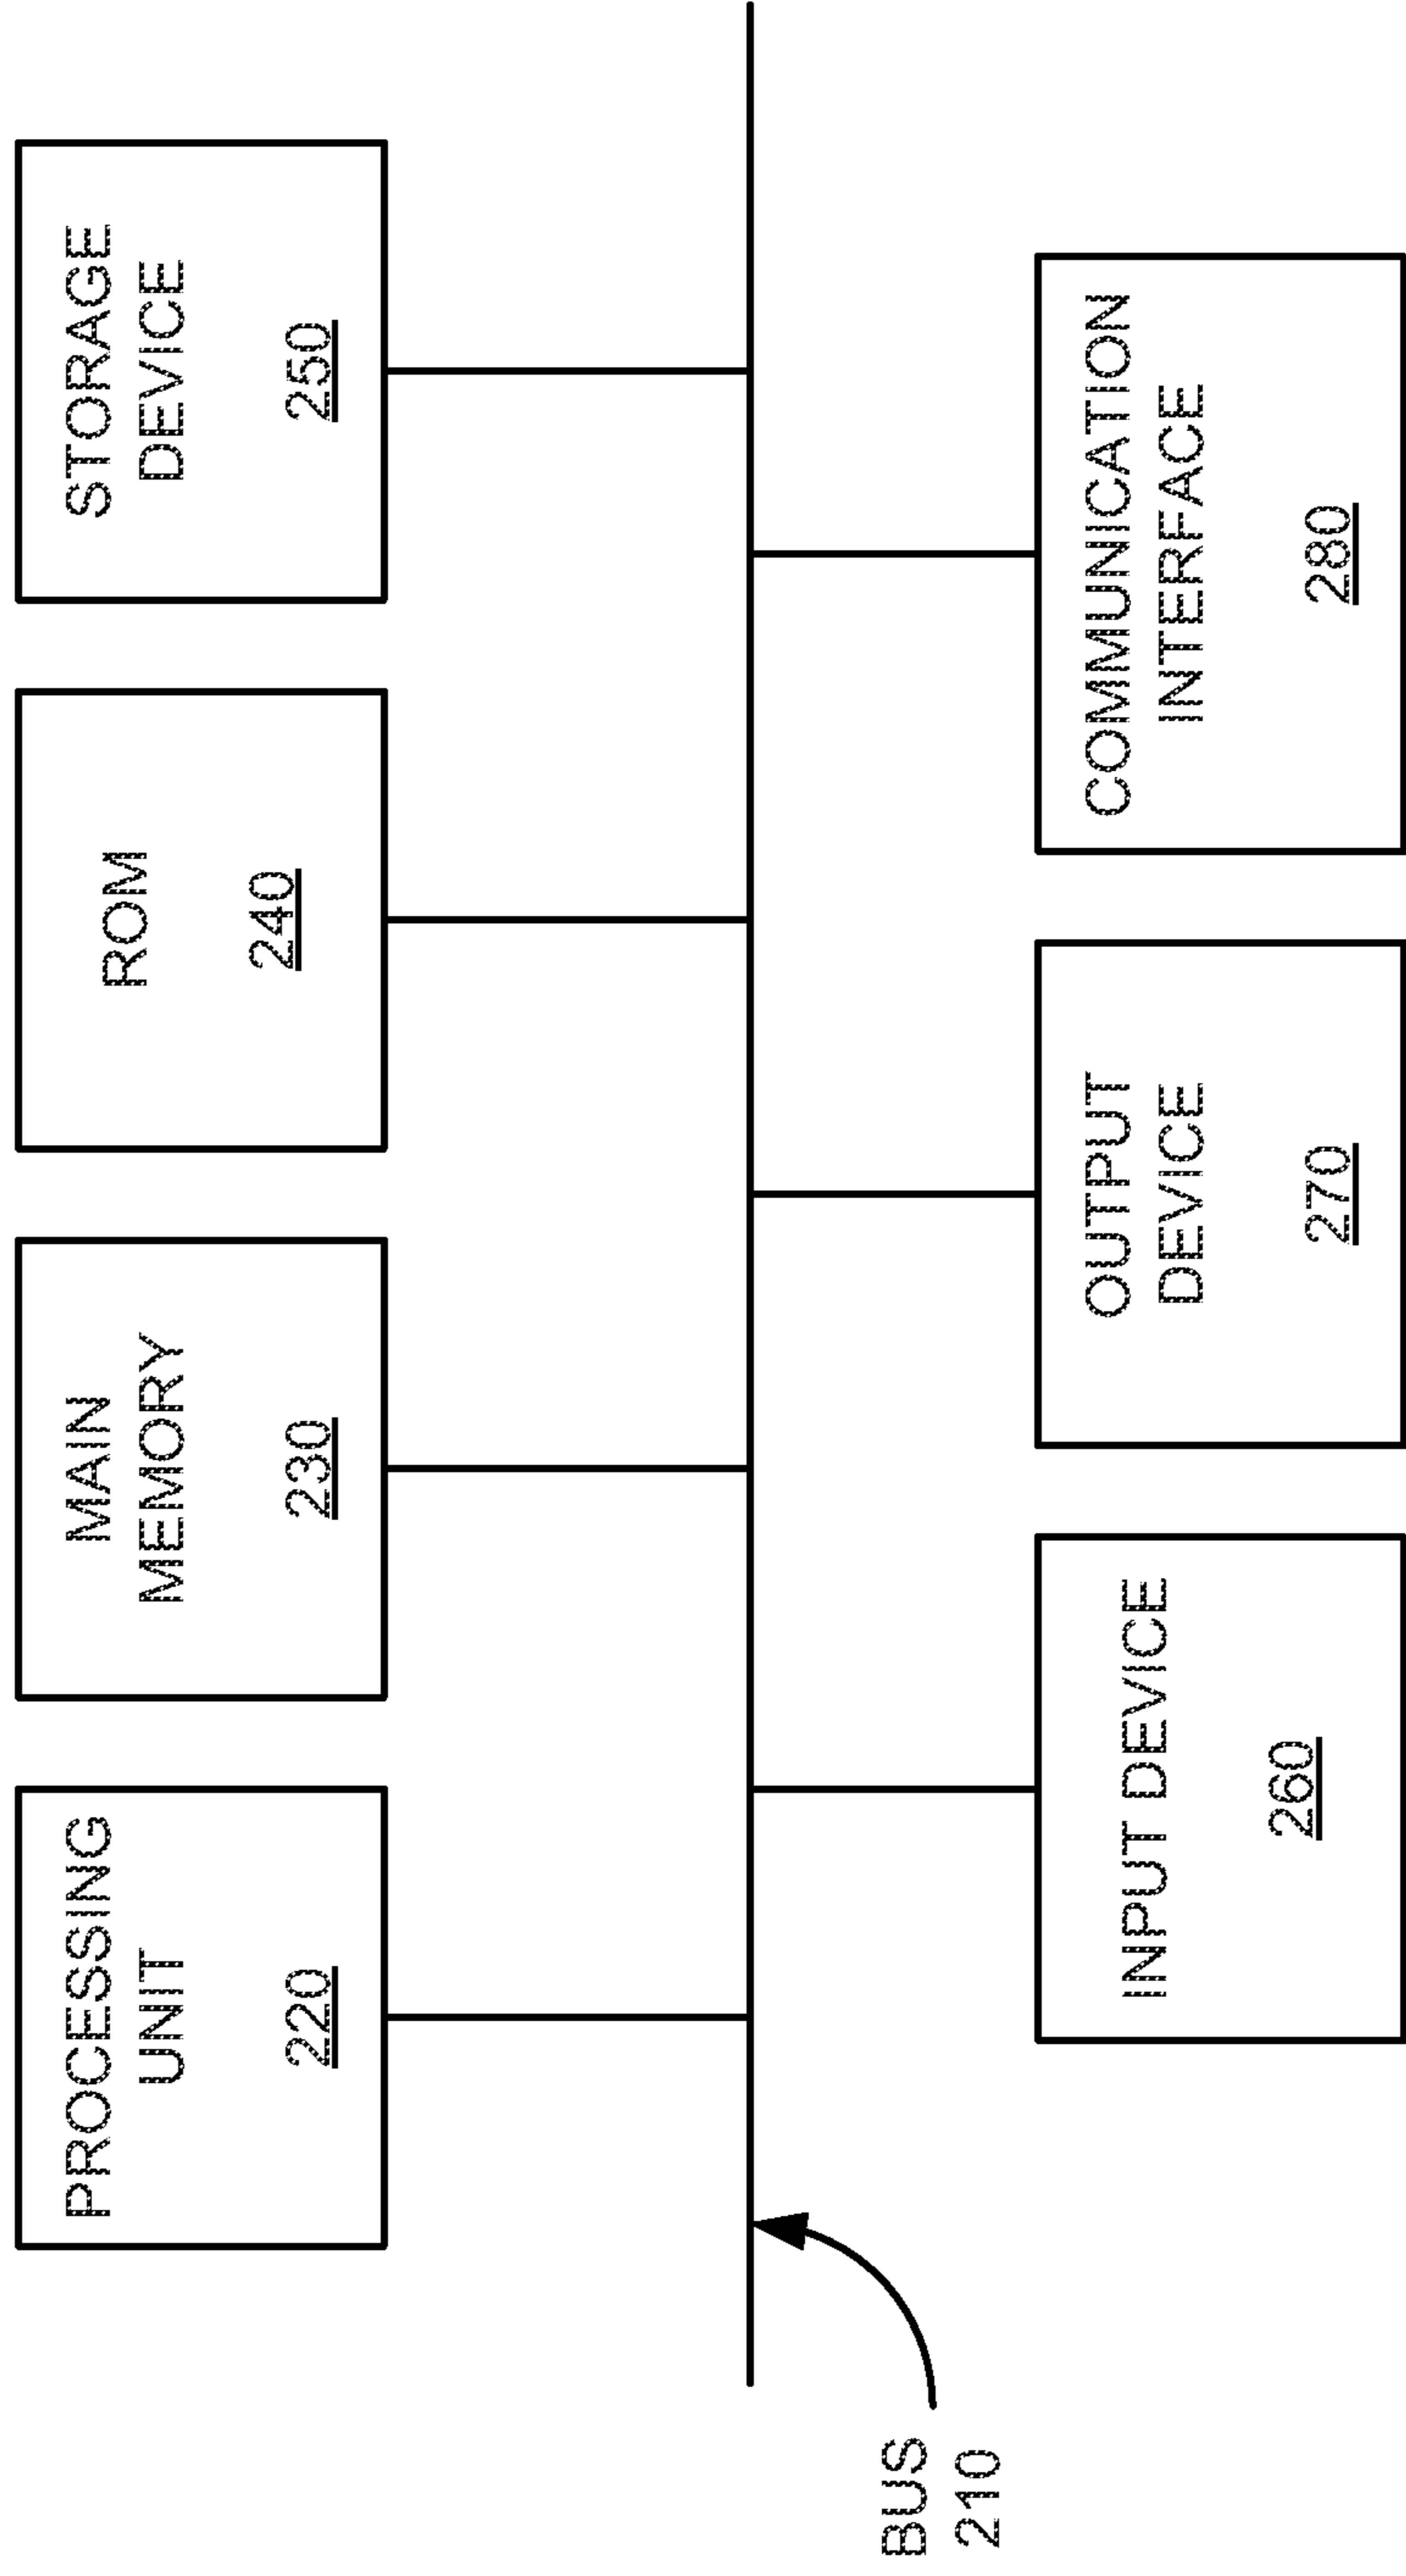 PROCESSING
UNIT
220
MAIN
MEMORY
230
ROM
240
STORAGE
DEVICE
250
BUS
210
INPUT DEVICE
260
OUTPUT
DEVICE
270
COMMUNICATION
INTERFACE
280